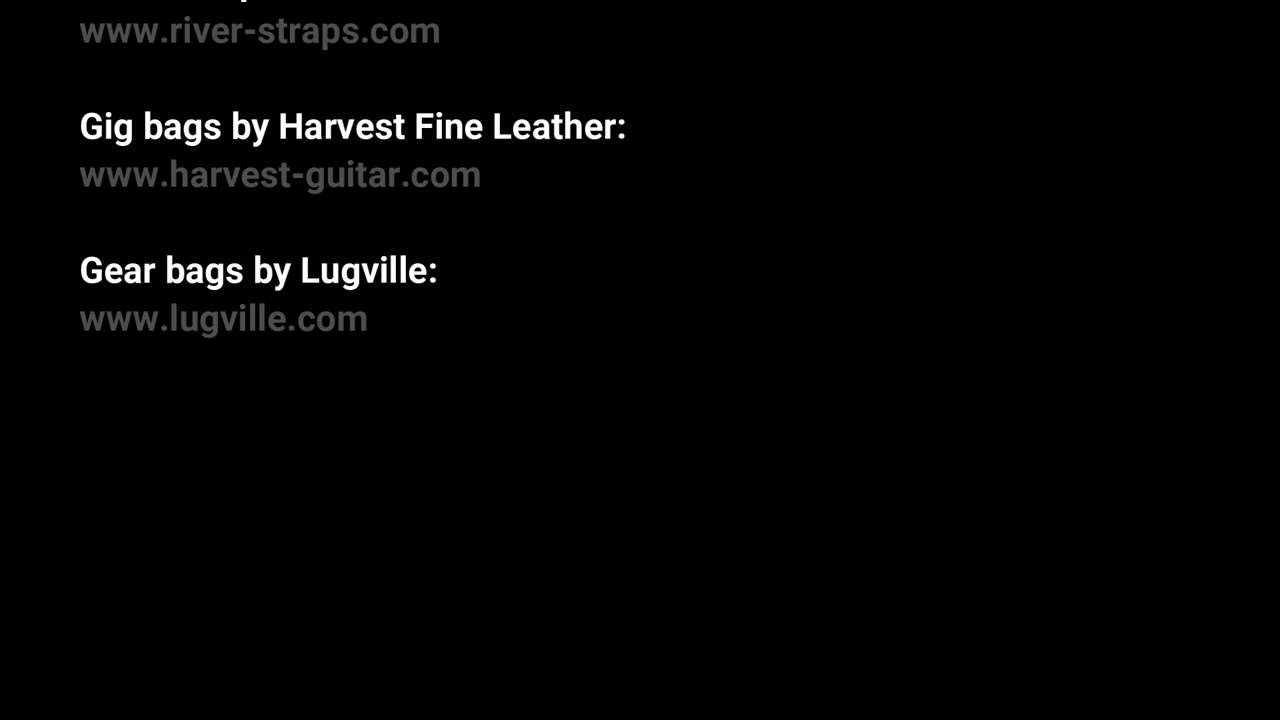 www.river-straps.com
Gig bags by Harvest Fine Leather:
www.harvest-guitar.com
Gear bags by Lugville:
www.lugville.com